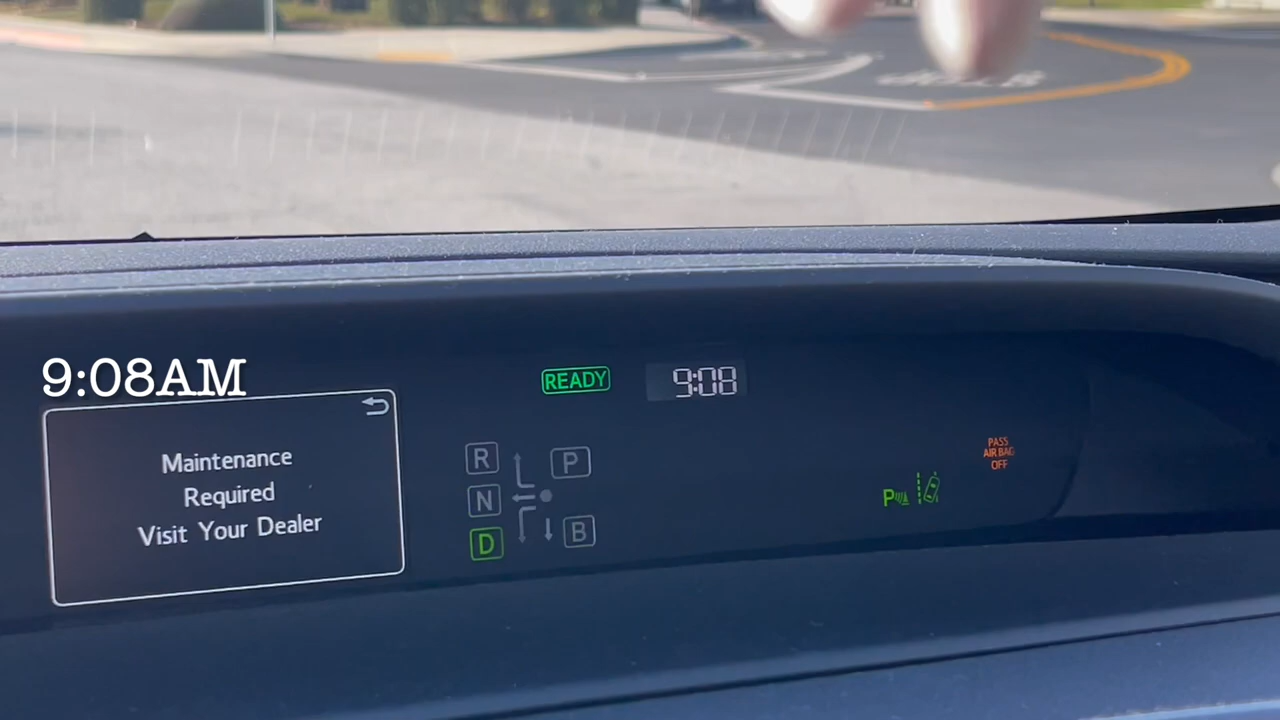 9:08AM
Maintenance
Required
Visit Your Dealer
READY
9:08
R
P
N
D
B
P
PASS
AIR BAG
OFF